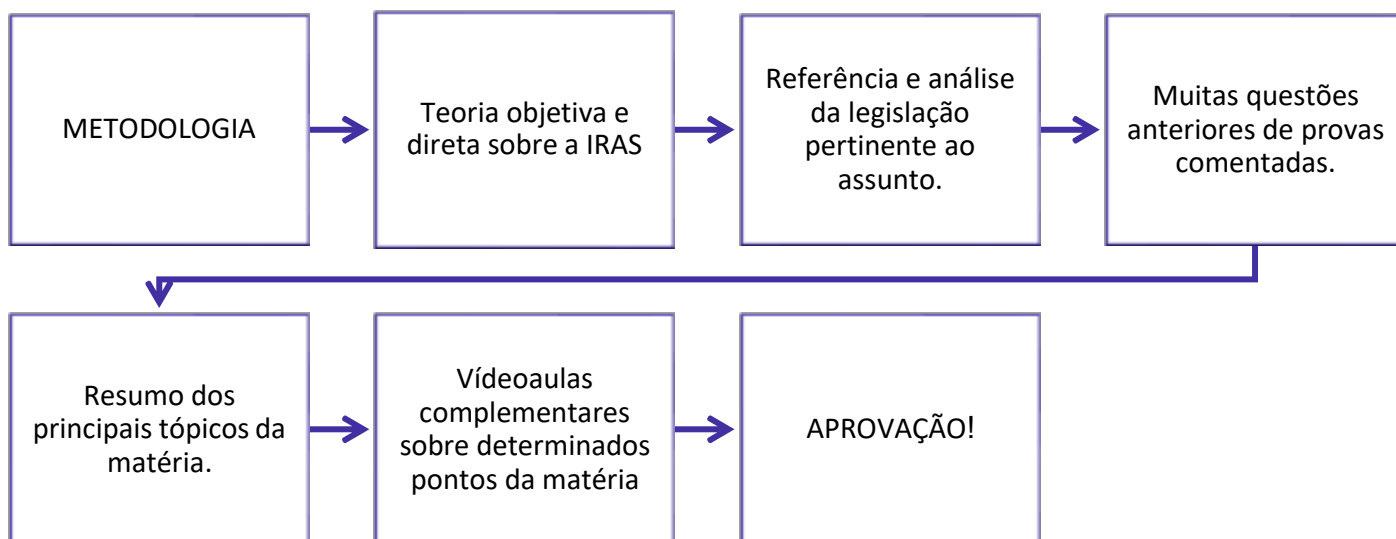 METODOLOGIA
Teoria objetiva e
direta sobre a IRAS
Referência e análise
da legislação
pertinente ao
assunto.
Muitas questões
anteriores de provas
comentadas.
Resumo dos
principais tópicos da
matéria.
Vídeoaulas
complementares
sobre determinados
pontos da matéria
APROVAÇÃO!